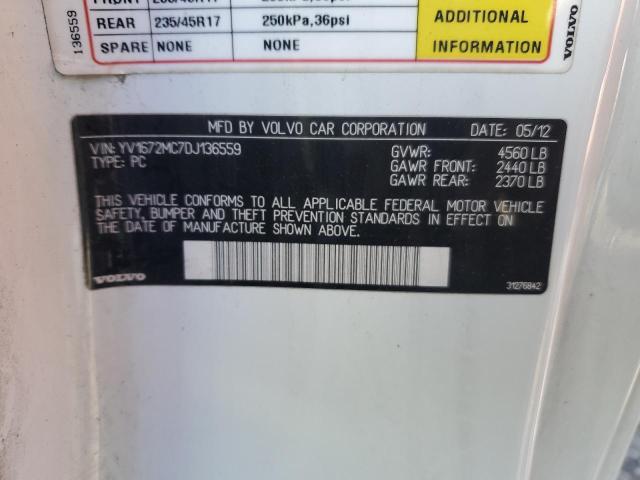 136559
REAR 235/45R17 250kPa,36psi
SPARE NONE NONE
ADDITIONAL
INFORMATION
VOLVO
MFD BY VOLVO CAR CORPORATION DATE: 05/12
VIN: YV1672MC7DJ136559
TYPE: PC
GVWR: 4560 LB
GAWR FRONT: 2440 LB
GAWR REAR: 2370 LB
THIS VEHICLE CONFORMS TO ALL APPLICABLE FEDERAL MOTOR VEHICLE
SAFETY, BUMPER AND THEFT PREVENTION STANDARDS IN EFFECT ON
THE DATE OF MANUFACTURE SHOWN ABOVE.
VOLVO
31276842